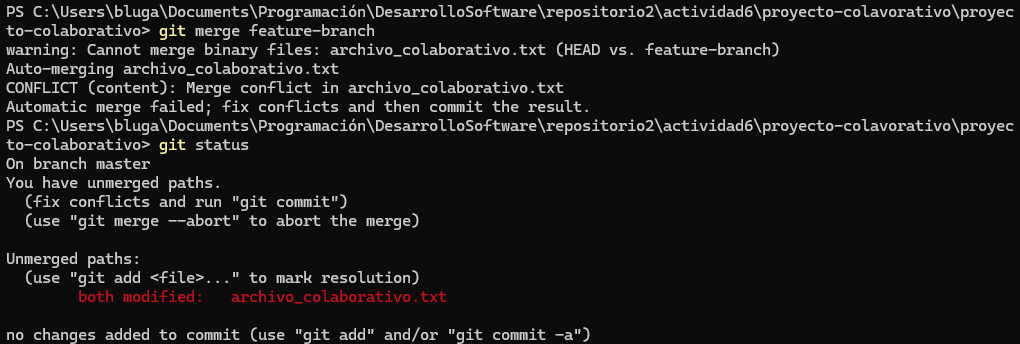 PS C:\Users\bluga\Documents\Programación\DesarrolloSoftware\repositorio2\actividad6\proyecto-colavorativo\proyec
to-colaborativo> git merge feature-branch
warning: Cannot merge binary files: archivo_colaborativo.txt (HEAD vs. feature-branch)
Auto-merging archivo_colaborativo.txt
CONFLICT (content): Merge conflict in archivo_colaborativo.txt
Automatic merge failed; fix conflicts and then commit the result.
PS C:\Users\bluga\Documents\Programación\DesarrolloSoftware\repositorio2\actividad6\proyecto-colavorativo\proyec
to-colaborativo> git status
On branch master
You have unmerged paths.
  (fix conflicts and run "git commit")
  (use "git merge --abort" to abort the merge)

Unmerged paths:
  (use "git add <file>..." to mark resolution)
        both modified:   archivo_colaborativo.txt

no changes added to commit (use "git add" and/or "git commit -a")